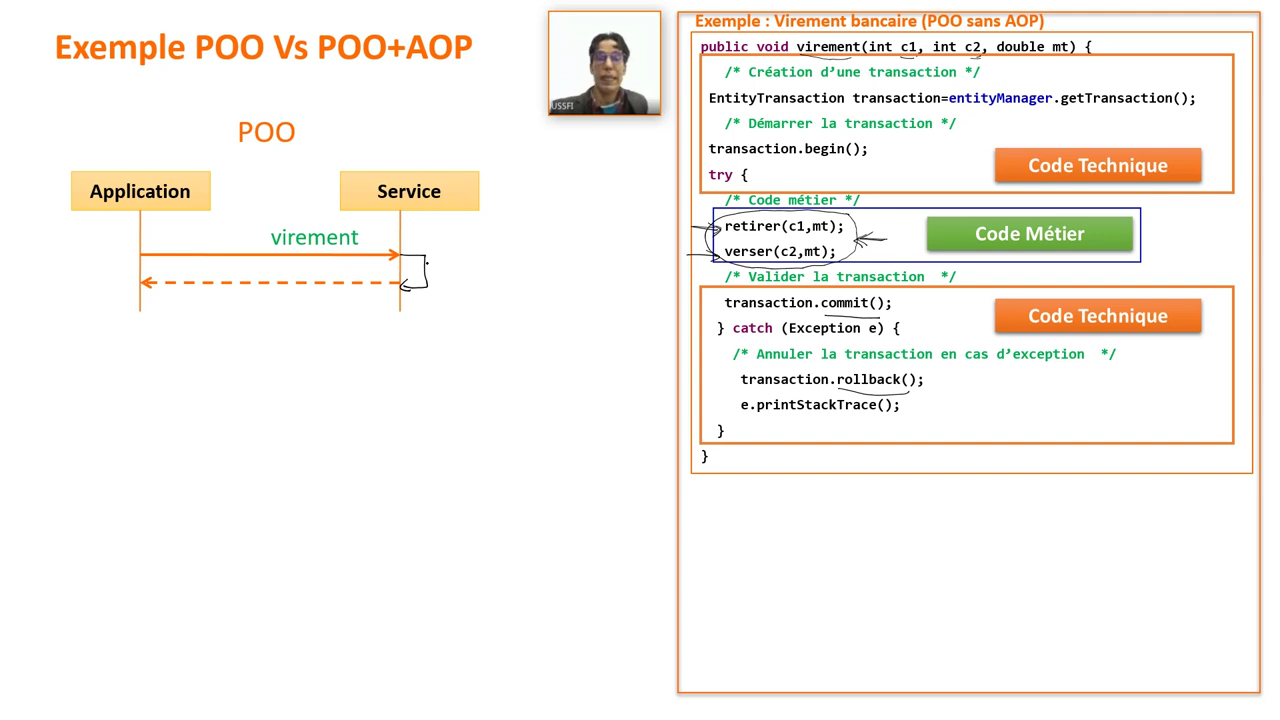 Exemple POO Vs POO+AOP
POO
Application
Service
virement
USSFI
Exemple : Virement bancaire (POO sans AOP)
public void virement(int c1, int c2, double mt) {
/* Création d’une transaction */
EntityTransaction transaction=entityManager.getTransaction();
/* Démarrer la transaction */
transaction.begin();
try {
Code Technique
/* Code métier */
retirer(c1,mt);
verser(c2,mt);
Code Métier
/* Valider la transaction */
transaction.commit();
} catch (Exception e) {
Code Technique
/* Annuler la transaction en cas d’exception */
transaction.rollback();
e.printStackTrace();
}
}